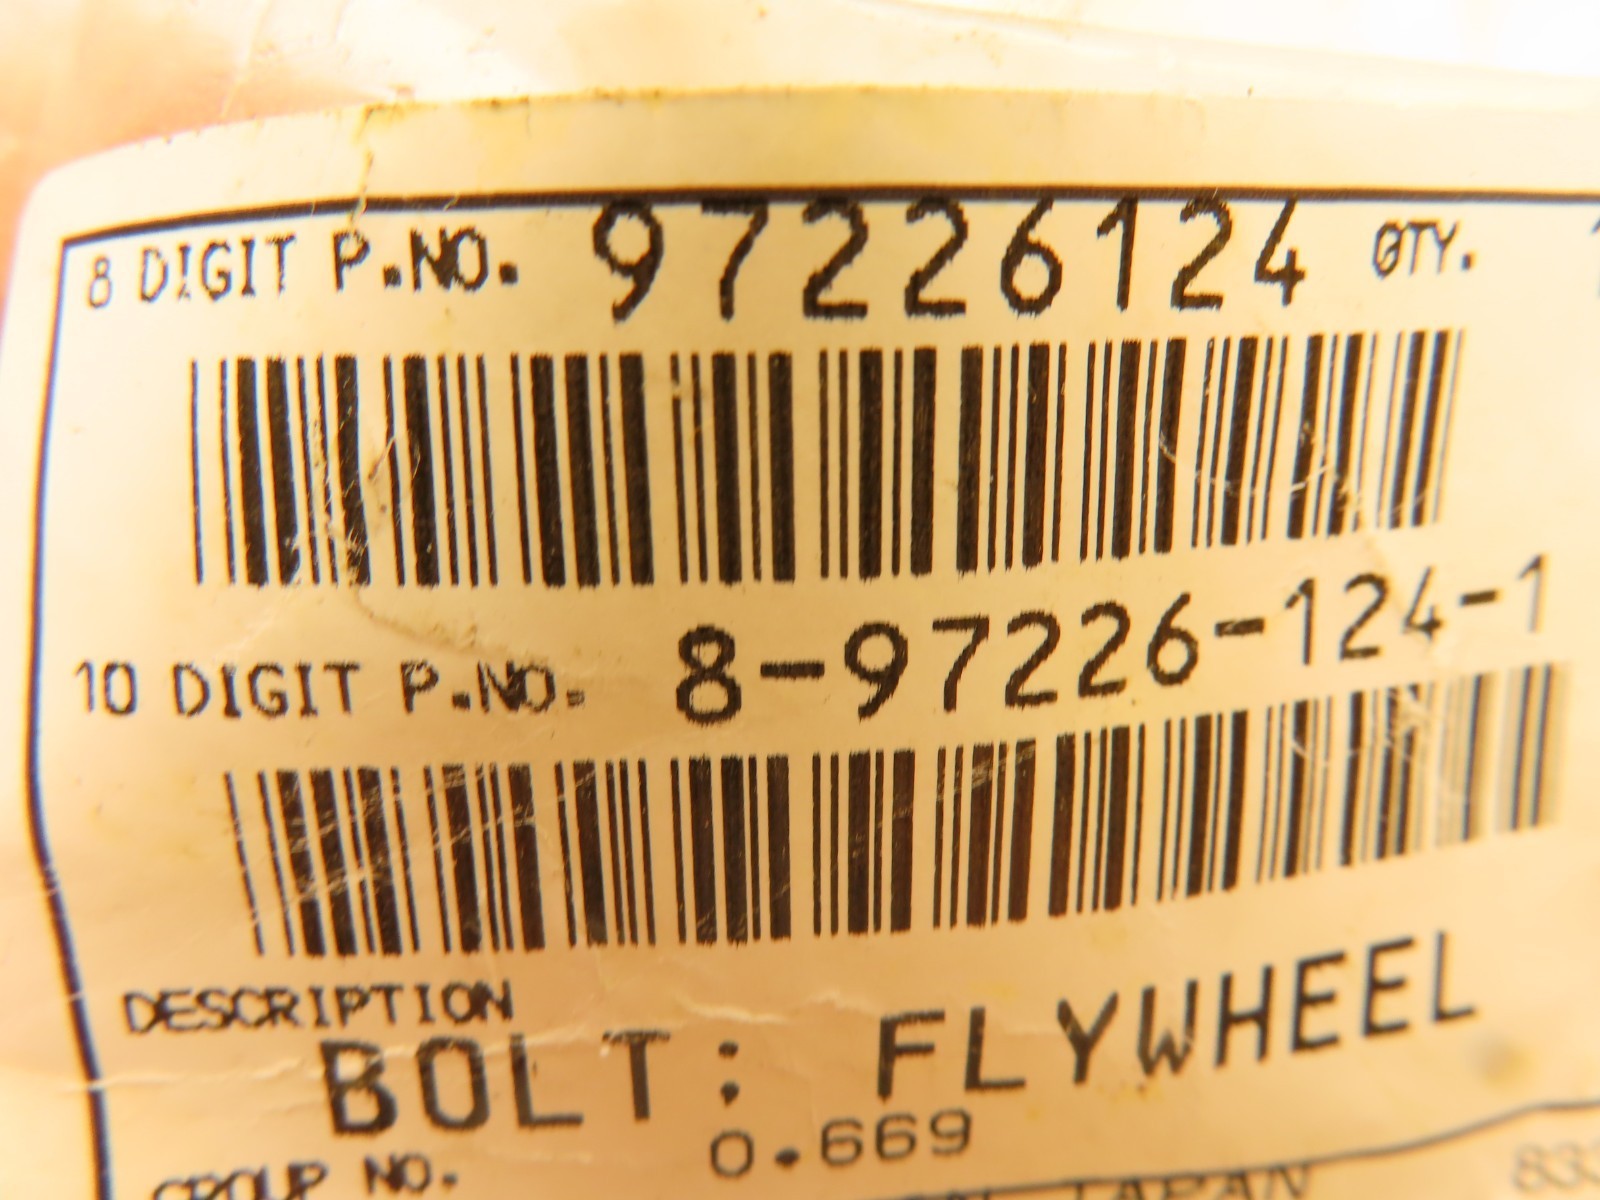 8 DIGIT P.NO. 97226124 QTY.
10 DIGIT P.NO. 8-97226-124-1
DESCRIPTION
BOLT: FLYWHEEL
GROUP NO. 0.669
JAPAN